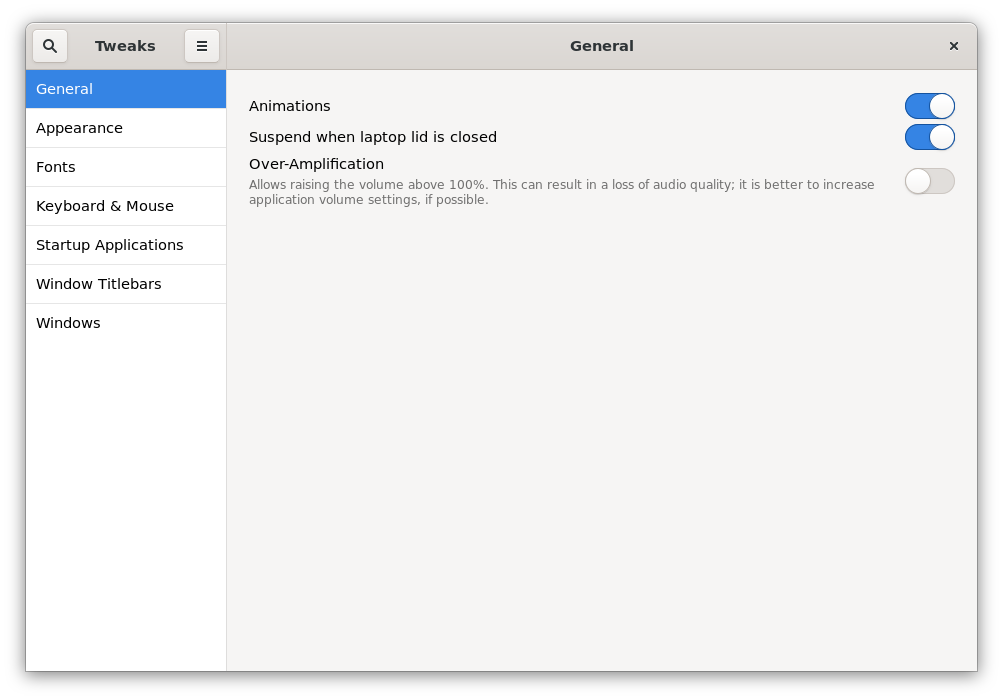 Tweaks
General
General
Appearance
Fonts
Keyboard & Mouse
Startup Applications
Window Titlebars
Windows
Animations
Suspend when laptop lid is closed
Over-Amplification
Allows raising the volume above 100%. This can result in a loss of audio quality; it is better to increase
application volume settings, if possible.